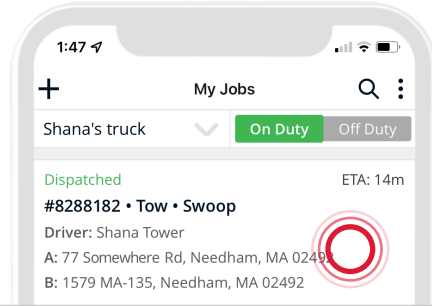 1:47
My Jobs
Shana's truck On Duty Off Duty
Dispatched ETA: 14m
#8288182 • Tow • Swoop
Driver: Shana Tower
A: 77 Somewhere Rd, Needham, MA 02492
B: 1579 MA-135, Needham, MA 02492